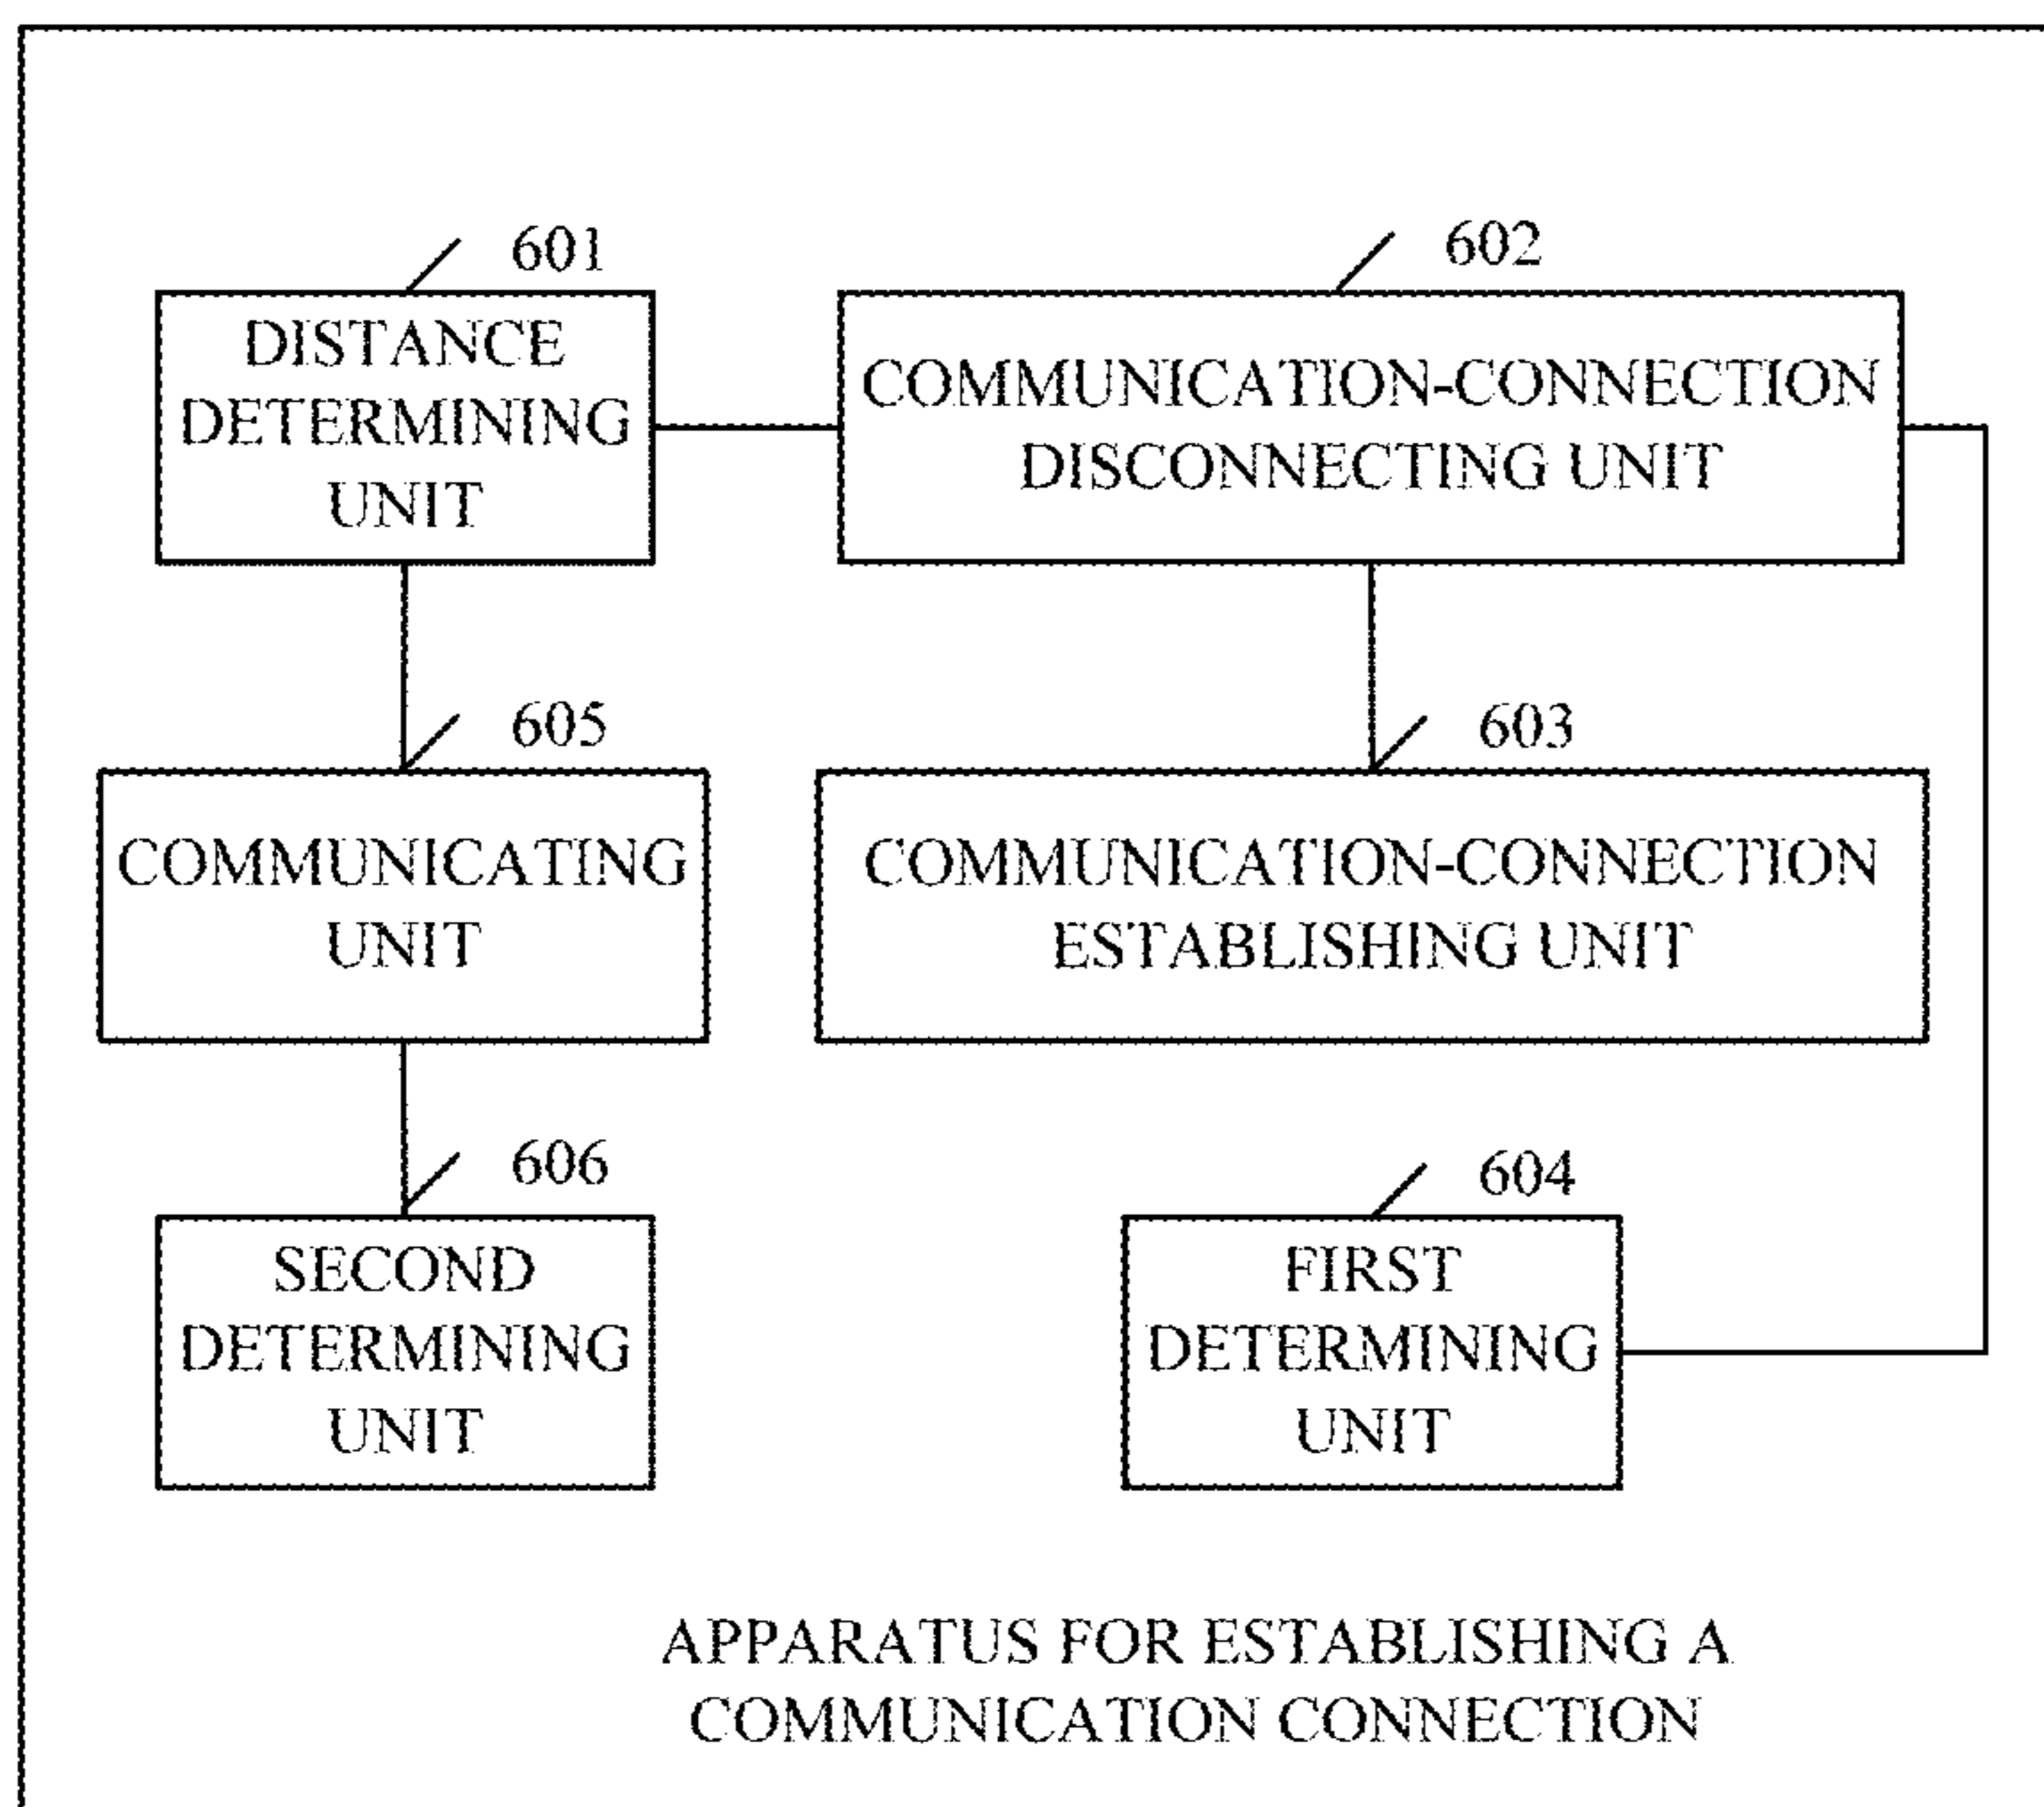 601
DISTANCE
DETERMINING
UNIT
602
COMMUNICATION-CONNECTION
DISCONNECTING UNIT
605
COMMUNICATING
UNIT
603
COMMUNICATION-CONNECTION
ESTABLISHING UNIT
606
SECOND
DETERMINING
UNIT
604
FIRST
DETERMINING
UNIT
APPARATUS FOR ESTABLISHING A
COMMUNICATION CONNECTION